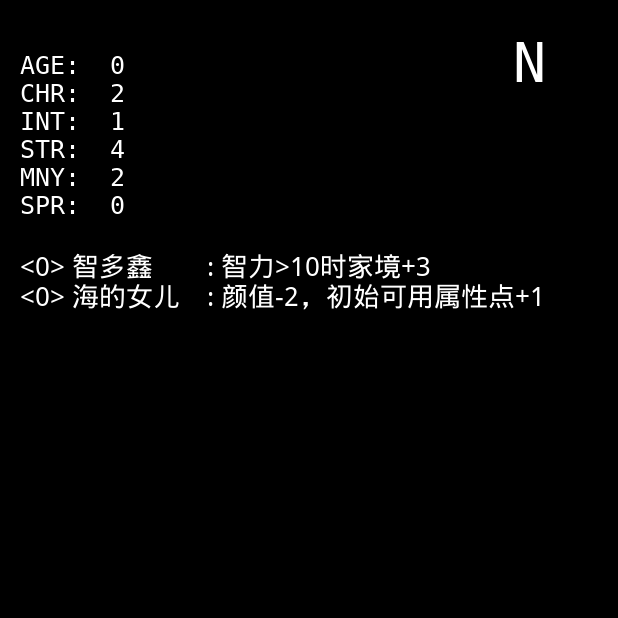 N
AGE: 0
CHR: 2
INT: 1
STR: 4
MNY: 2
SPR: 0
<0> 智多鑫 : 智力>10时家境+3
<0> 海的女儿 : 颜值-2，初始可用属性点+1